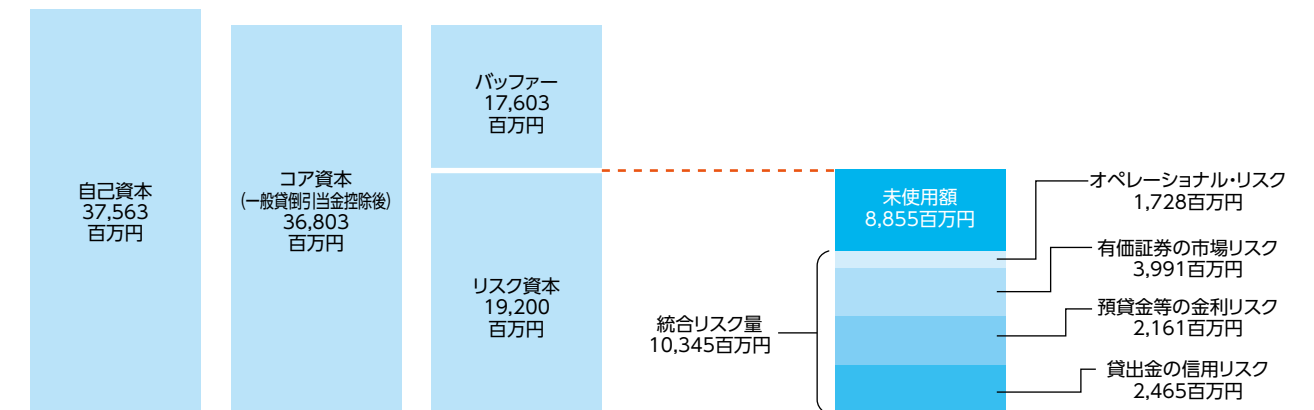 自己資本
37,563
百万円
コア資本
(一般貸倒引当金控除後)
36,803
百万円
バッファー
17,603
百万円
リスク資本
19,200
百万円
統合リスク量
10,345百万円
未使用額
8,855百万円
オペレーショナル・リスク
1,728百万円
有価証券の市場リスク
3,991百万円
預貸金等の金利リスク
2,161百万円
貸出金の信用リスク
2,465百万円